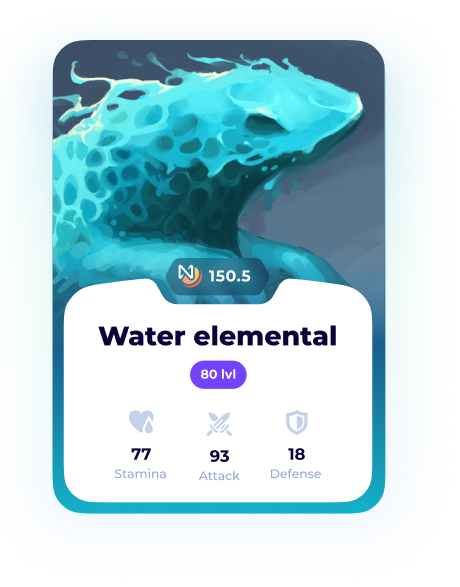 150.5
Water elemental
80 lvl
77
Stamina
93
Attack
18
Defense